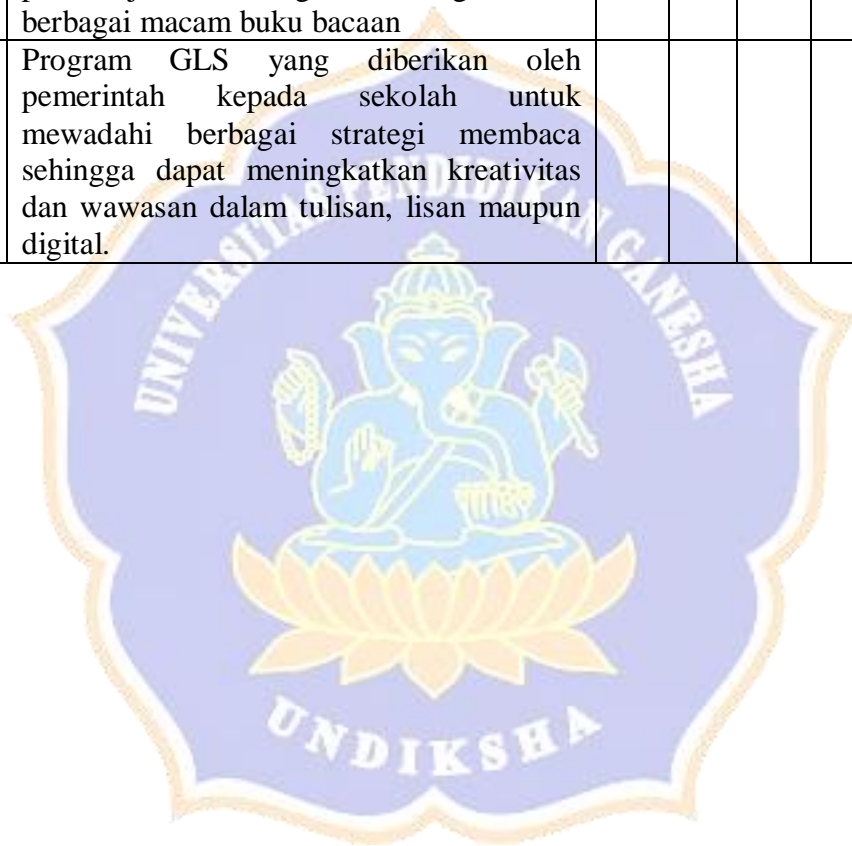 berbagai macam buku bacaan
Program GLS yang diberikan oleh
pemerintah kepada sekolah untuk
mewadahi berbagai strategi membaca
sehingga dapat meningkatkan kreativitas
dan wawasan dalam tulisan, lisan maupun
digital.
UNIVERSITAS PENDIDIKAN GANESHA
UNDIKSHA